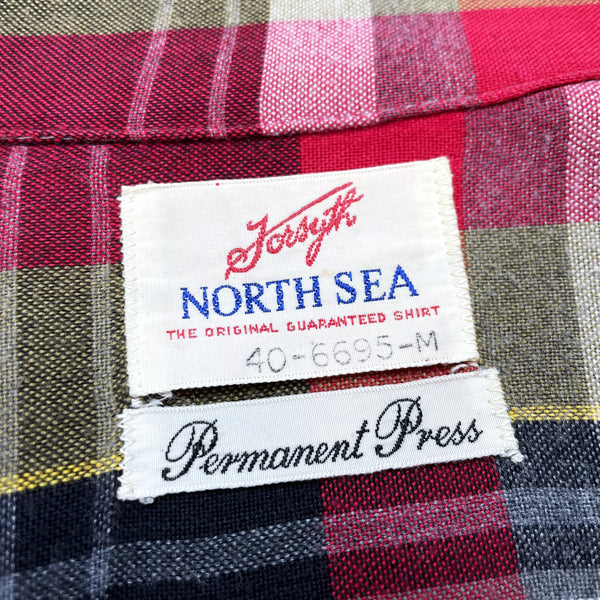 Forsyth
NORTH SEA
THE ORIGINAL GUARANTEED SHIRT
40-6695-M
Permanent Press